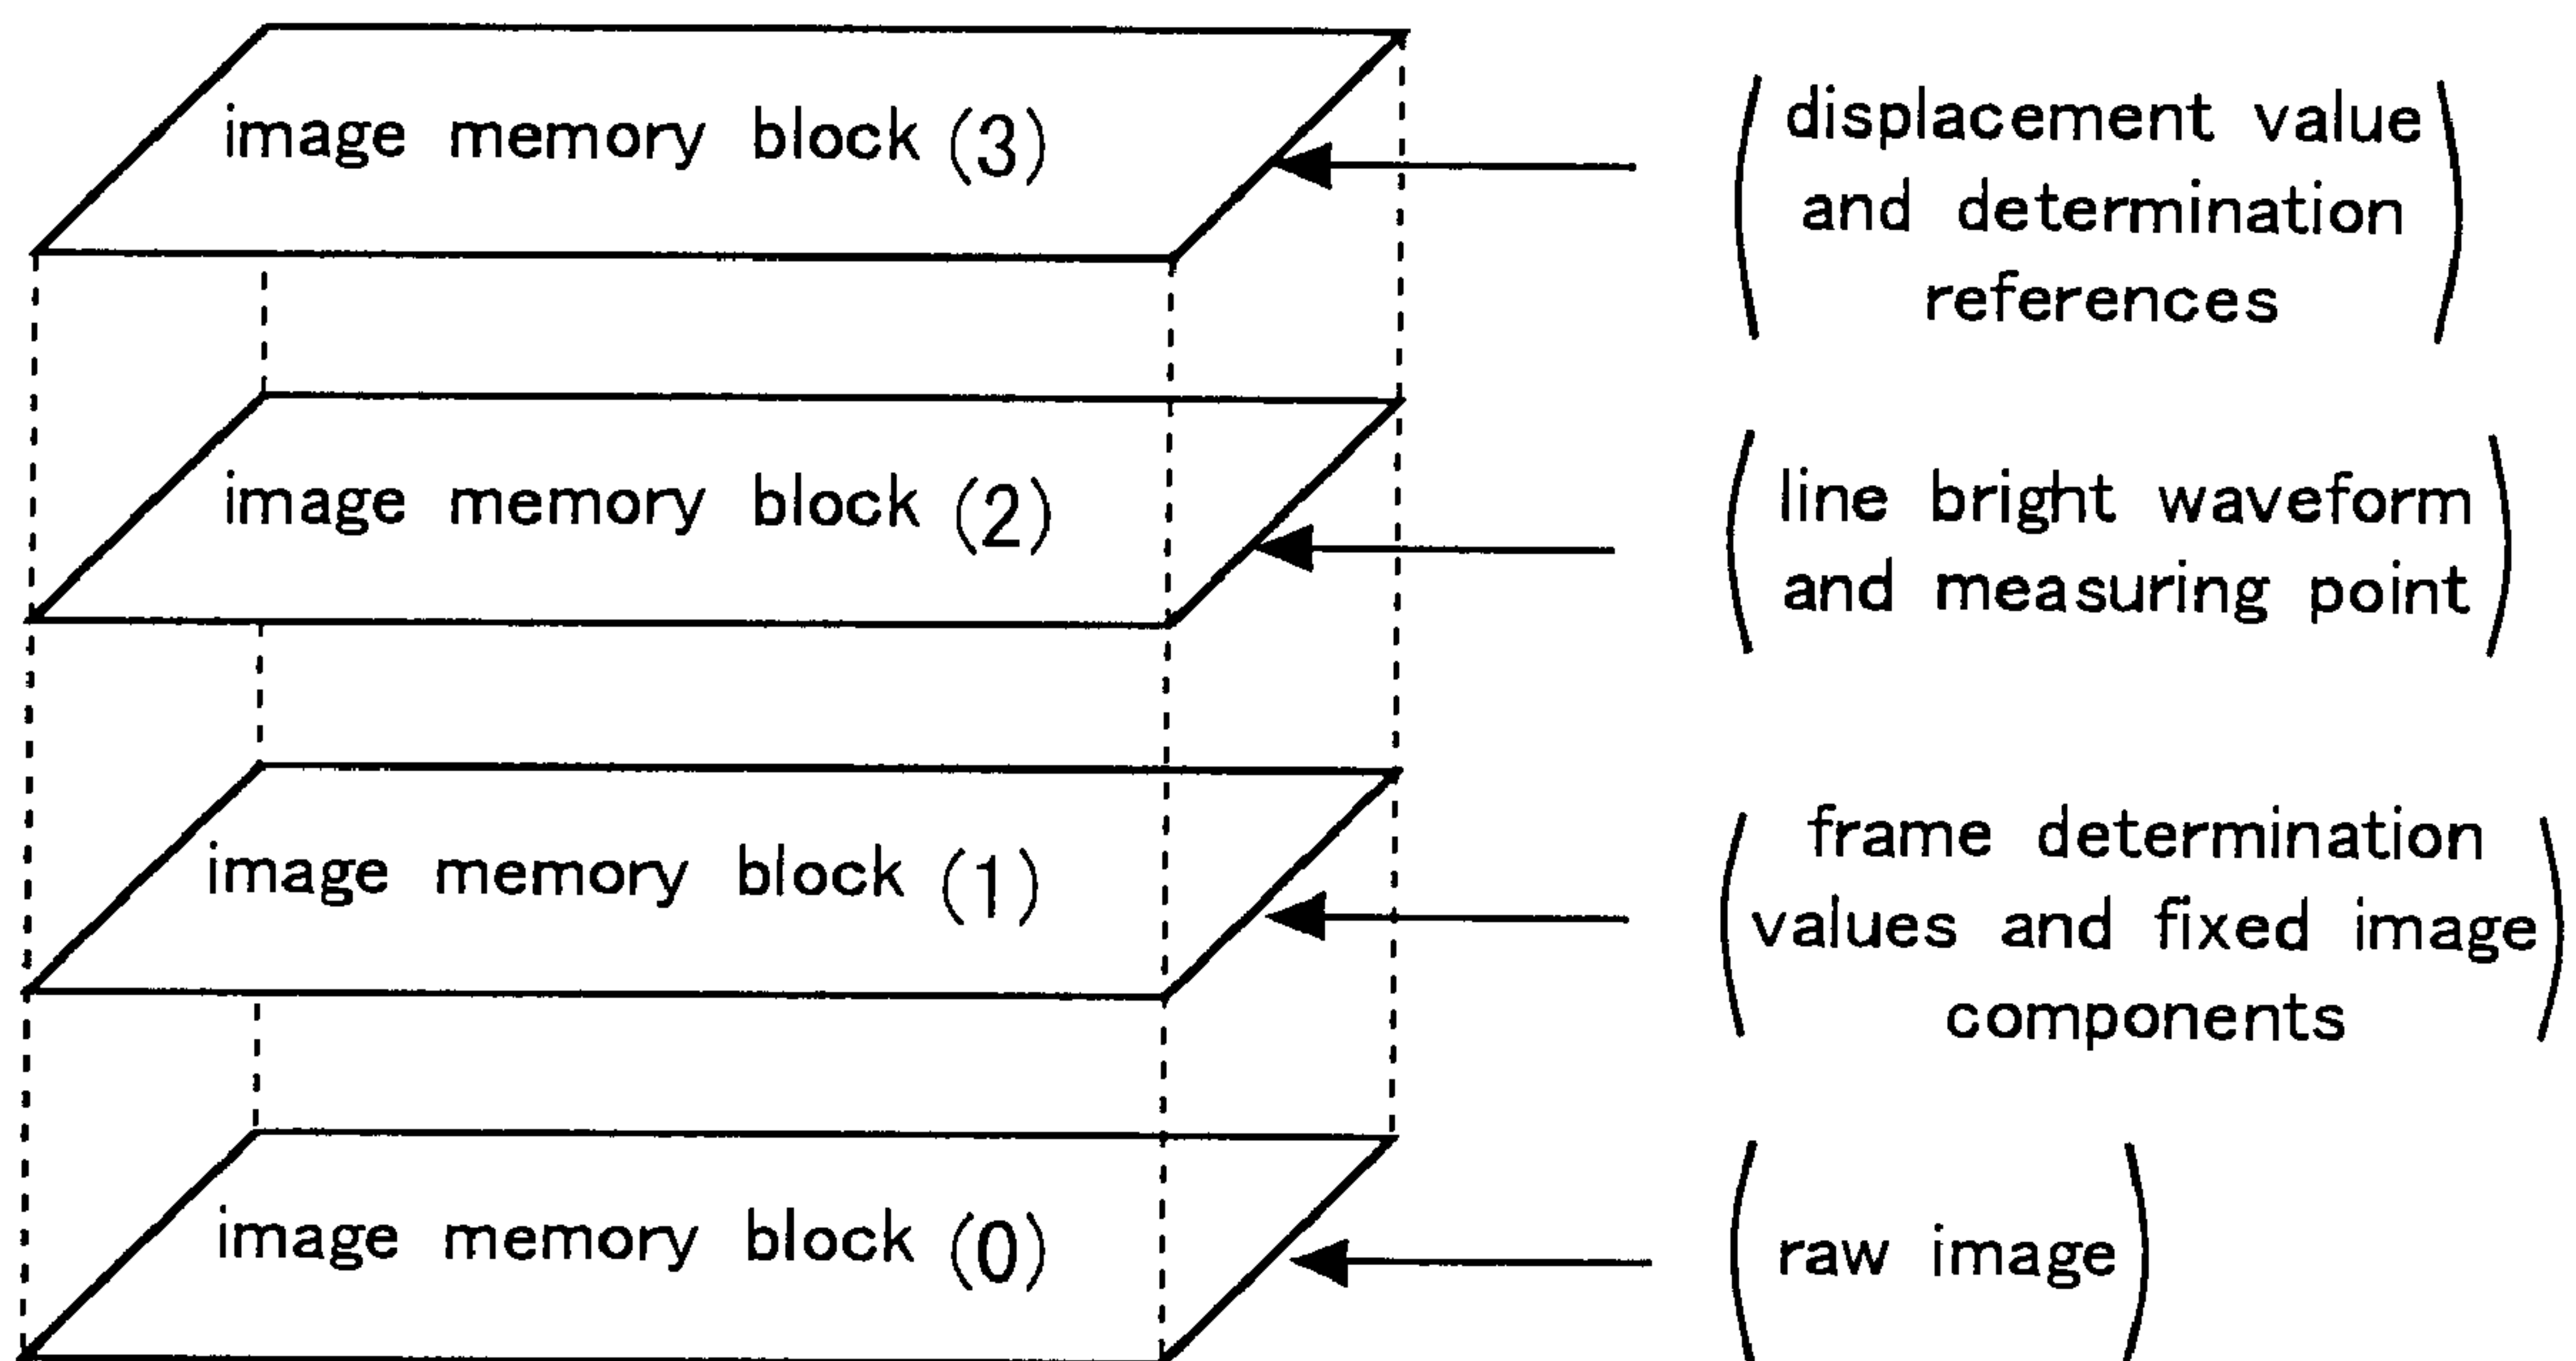 image memory block (3)
displacement value
and determination
references
image memory block (2)
line bright waveform
and measuring point
image memory block (1)
frame determination
values and fixed image
components
image memory block (0)
raw image